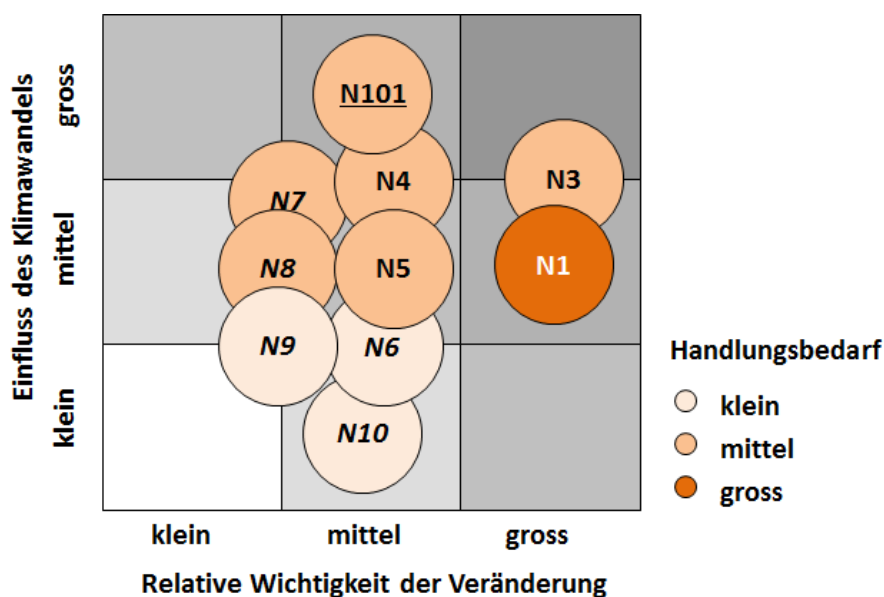 Einfluss des Klimawandels
gross
mittel
klein
N101
N4
N3
N7
N8
N5
N1
N9
N6
N10
klein
mittel
gross
Relative Wichtigkeit der Veränderung
Handlungsbedarf
klein
mittel
gross